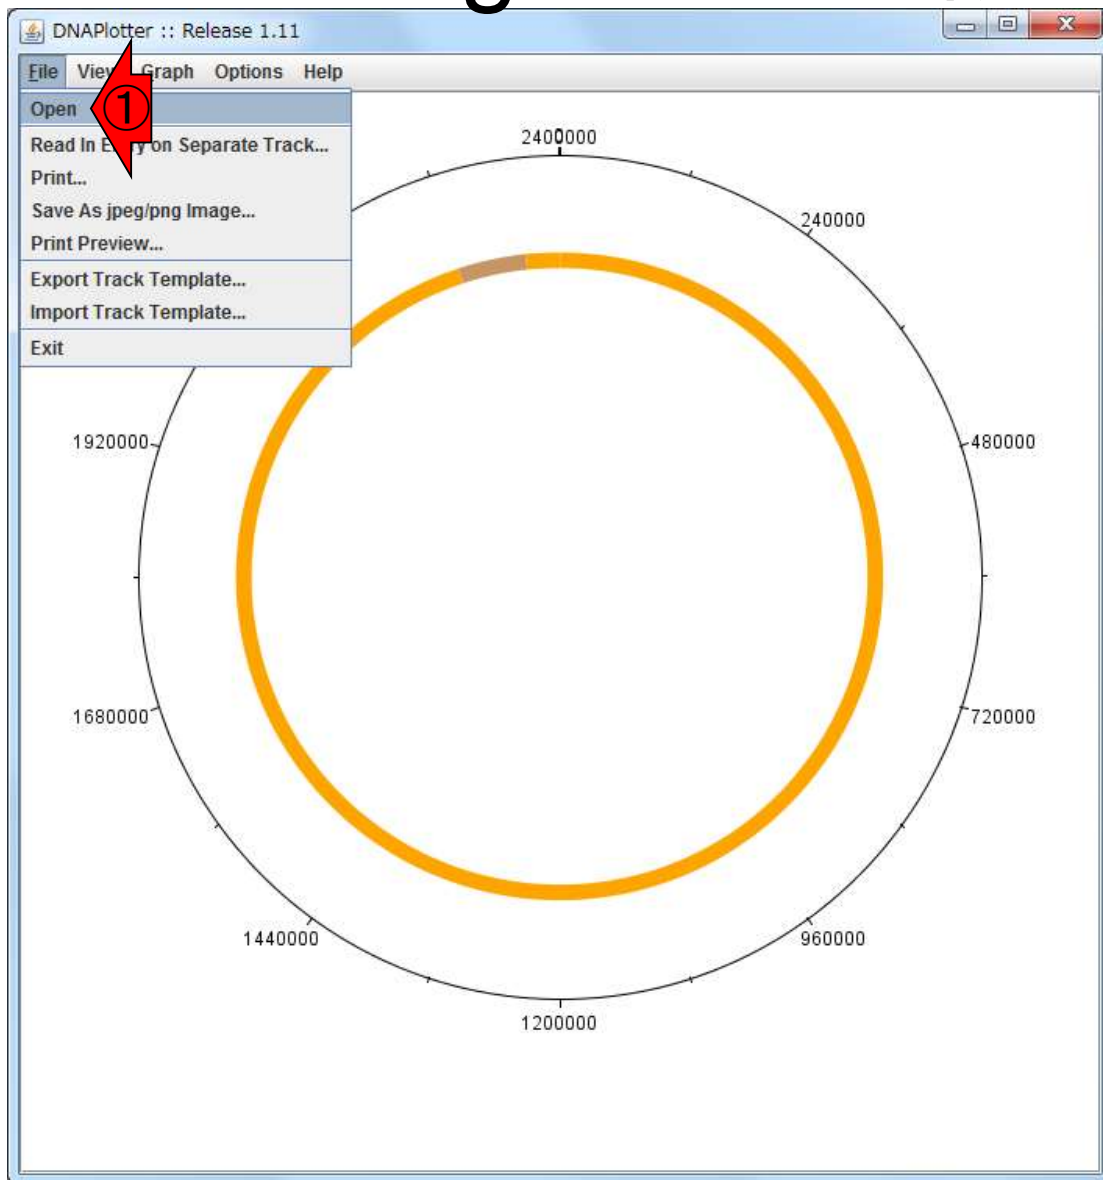 DNAPlotter :: Release 1.11
File View Graph Options Help
Open
①
Read In Entry on Separate Track...
Print...
Save As jpeg/png Image...
Print Preview...
Export Track Template...
Import Track Template...
Exit
2400000
240000
480000
720000
960000
1200000
1440000
1680000
1920000